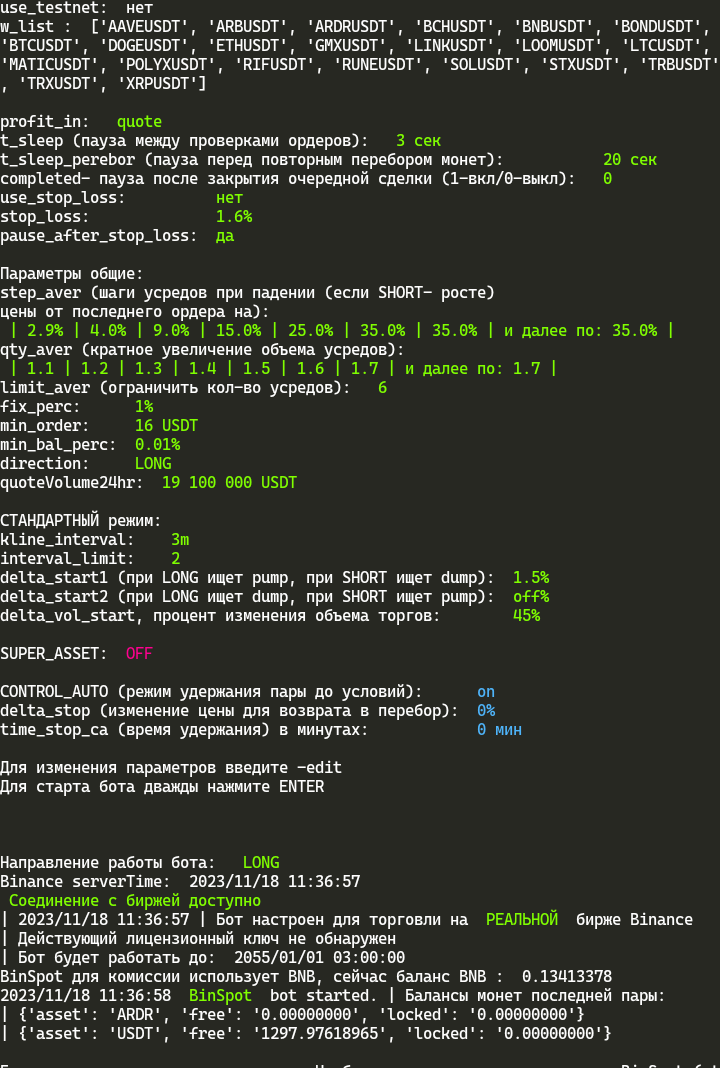 use_testnet:  нет
w_list :  ['AAVEUSDT', 'ARBUSDT', 'ARDRUSDT', 'BCHUSDT', 'BNBUSDT', 'BONDUSDT',
'BTCUSDT', 'DOGEUSDT', 'ETHUSDT', 'GMXUSDT', 'LINKUSDT', 'LOOMUSDT', 'LTCUSDT',
'MATICUSDT', 'POLYXUSDT', 'RIFUSDT', 'RUNEUSDT', 'SOLUSDT', 'STXUSDT', 'TRBUSDT'
, 'TRXUSDT', 'XRPUSDT']
profit_in:   quote
t_sleep (пауза между проверками ордеров):   3 сек
t_sleep_perebor (пауза перед повторным перебором монет):           20 сек
completed- пауза после закрытия очередной сделки (1-вкл/0-выкл):   0
use_stop_loss:          нет
stop_loss:              1.6%
pause_after_stop_loss:  да
Параметры общие:
step_aver (шаги усредов при падении (если SHORT- росте)
цены от последнего ордера на):
| 2.9% | 4.0% | 9.0% | 15.0% | 25.0% | 35.0% | 35.0% | и далее по: 35.0% |
qty_aver (кратное увеличение объема усредов):
| 1.1 | 1.2 | 1.3 | 1.4 | 1.5 | 1.6 | 1.7 | и далее по: 1.7 |
limit_aver (ограничить кол-во усредов):   6
fix_perc:      1%
min_order:     16 USDT
min_bal_perc:  0.01%
direction:     LONG
quoteVolume24hr:  19 100 000 USDT
СТАНДАРТНЫЙ режим:
kline_interval:    3m
interval_limit:    2
delta_start1 (при LONG ищет pump, при SHORT ищет dump):  1.5%
delta_start2 (при LONG ищет dump, при SHORT ищет pump):  off%
delta_vol_start, процент изменения объема торгов:        45%
SUPER_ASSET:  OFF
CONTROL_AUTO (режим удержания пары до условий):      on
delta_stop (изменение цены для возврата в перебор):  0%
time_stop_ca (время удержания) в минутах:            0 мин
Для изменения параметров введите -edit
Для старта бота дважды нажмите ENTER
Направление работы бота:   LONG
Binance serverTime:  2023/11/18 11:36:57
Соединение с биржей доступно
| 2023/11/18 11:36:57 | Бот настроен для торговли на  РЕАЛЬНОЙ  бирже Binance
| Действующий лицензионный ключ не обнаружен
| Бот будет работать до:  2055/01/01 03:00:00
BinSpot для комиссии использует BNB, сейчас баланс BNB :  0.13413378
2023/11/18 11:36:58  BinSpot  bot started. | Балансы монет последней пары:
| {'asset': 'ARDR', 'free': '0.00000000', 'locked': '0.00000000'}
| {'asset': 'USDT', 'free': '1297.97618965', 'locked': '0.00000000'}